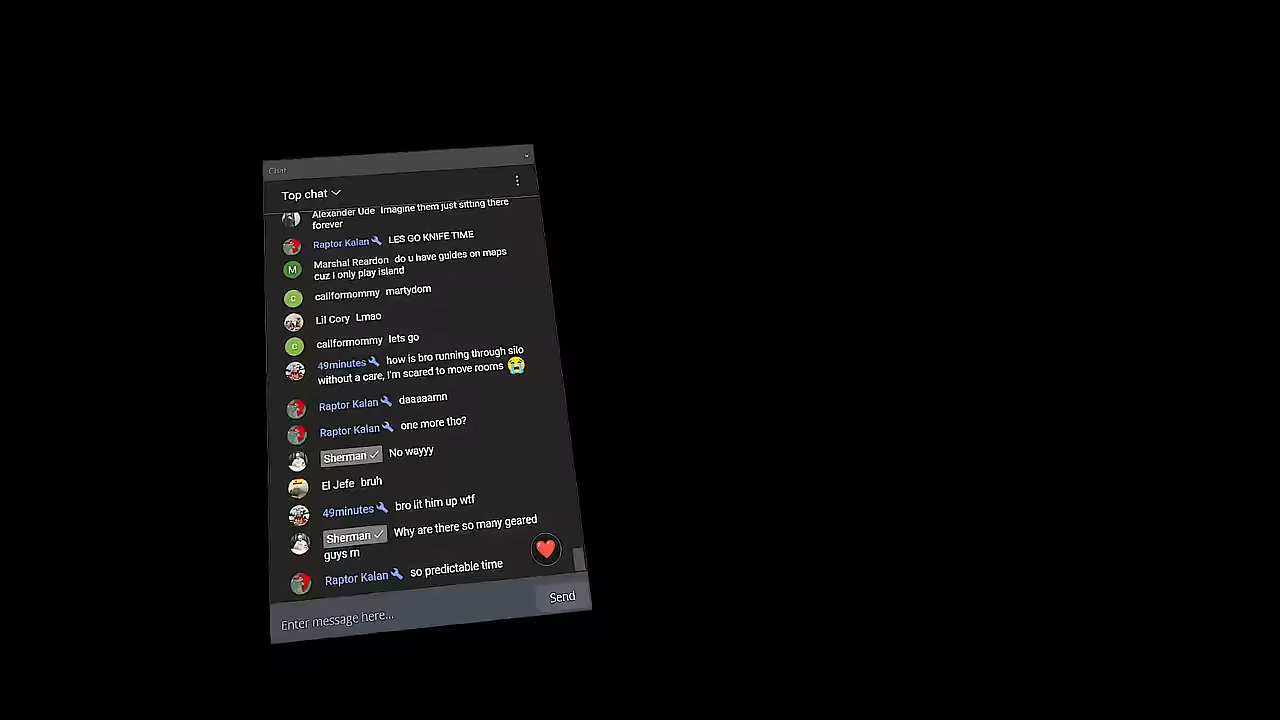 Chat
Top chat
Alexander Ude Imagine them just sitting there
forever
Raptor Kalan LES GO KNIFE TIME
M Marshal Reardon do u have guides on maps
cuz I only play island
c callformommy martydom
Lil Cory Lmao
c callformommy lets go
49minutes how is bro running through silo
without a care, I'm scared to move rooms 😭
Raptor Kalan daaaaamn
Raptor Kalan one more tho?
Sherman ✓ No wayyy
El Jefe bruh
49minutes bro lit him up wtf
Sherman ✓ Why are there so many geared
guys rn
Raptor Kalan so predictable time
Enter message here... Send